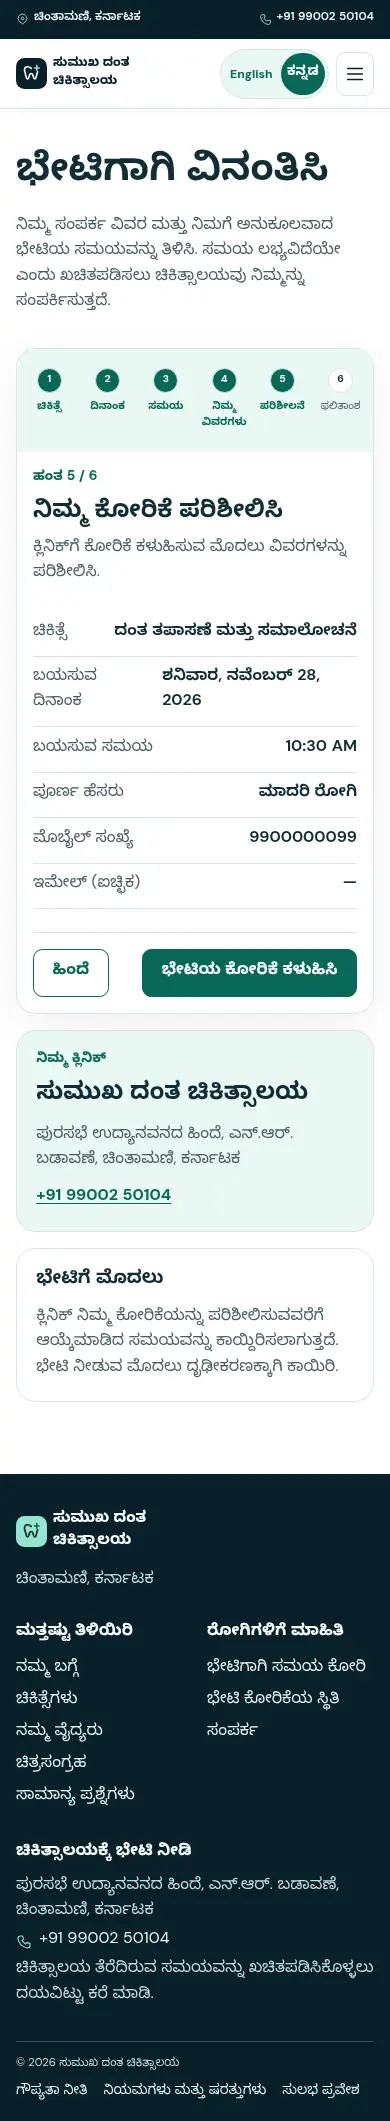 ಚಿಂತಾಮಣಿ, ಕರ್ನಾಟಕ
+91 99002 50104
ಸುಮುಖ ದಂತ
ಚಿಕಿತ್ಸಾಲಯ
English
ಕನ್ನಡ
ಭೇಟಿಗಾಗಿ ವಿನಂತಿಸಿ
ನಿಮ್ಮ ಸಂಪರ್ಕ ವಿವರ ಮತ್ತು ನಿಮಗೆ ಅನುಕೂಲವಾದ
ಭೇಟಿಯ ಸಮಯವನ್ನು ತಿಳಿಸಿ. ಸಮಯ ಲಭ್ಯವಿದೆಯೇ
ಎಂದು ಖಚಿತಪಡಿಸಲು ಚಿಕಿತ್ಸಾಲಯವು ನಿಮ್ಮನ್ನು
ಸಂಪರ್ಕಿಸುತ್ತದೆ.
1
2
3
4
5
6
ಚಿಕಿತ್ಸೆ
ದಿನಾಂಕ
ಸಮಯ
ನಿಮ್ಮ
ವಿವರಗಳು
ಪರಿಶೀಲನೆ
ಫಲಿತಾಂಶ
ಹಂತ 5 / 6
ನಿಮ್ಮ ಕೋರಿಕೆ ಪರಿಶೀಲಿಸಿ
ಕ್ಲಿನಿಕ್‌ಗೆ ಕೋರಿಕೆ ಕಳುಹಿಸುವ ಮೊದಲು ವಿವರಗಳನ್ನು
ಪರಿಶೀಲಿಸಿ.
ಚಿಕಿತ್ಸೆ ದಂತ ತಪಾಸಣೆ ಮತ್ತು ಸಮಾಲೋಚನೆ
ಬಯಸುವ ದಿನಾಂಕ
ಶನಿವಾರ, ನವೆಂಬರ್ 28,
2026
ಬಯಸುವ ಸಮಯ 10:30 AM
ಪೂರ್ಣ ಹೆಸರು ಮಾದರಿ ರೋಗಿ
ಮೊಬೈಲ್ ಸಂಖ್ಯೆ 9900000099
ಇಮೇಲ್ (ಐಚ್ಛಿಕ) —
ಹಿಂದೆ
ಭೇಟಿಯ ಕೋರಿಕೆ ಕಳುಹಿಸಿ
ನಿಮ್ಮ ಕ್ಲಿನಿಕ್
ಸುಮುಖ ದಂತ ಚಿಕಿತ್ಸಾಲಯ
ಪುರಸಭೆ ಉದ್ಯಾನವನದ ಹಿಂದೆ, ಎನ್.ಆರ್.
ಬಡಾವಣೆ, ಚಿಂತಾಮಣಿ, ಕರ್ನಾಟಕ
+91 99002 50104
ಭೇಟಿಗೆ ಮೊದಲು
ಕ್ಲಿನಿಕ್ ನಿಮ್ಮ ಕೋರಿಕೆಯನ್ನು ಪರಿಶೀಲಿಸುವವರೆಗೆ
ಆಯ್ಕೆಮಾಡಿದ ಸಮಯವನ್ನು ಕಾಯ್ದಿರಿಸಲಾಗುತ್ತದೆ.
ಭೇಟಿ ನೀಡುವ ಮೊದಲು ದೃಢೀಕರಣಕ್ಕಾಗಿ ಕಾಯಿರಿ.
ಸುಮುಖ ದಂತ
ಚಿಕಿತ್ಸಾಲಯ
ಚಿಂತಾಮಣಿ, ಕರ್ನಾಟಕ
ಮತ್ತಷ್ಟು ತಿಳಿಯಿರಿ
ನಮ್ಮ ಬಗ್ಗೆ
ಚಿಕಿತ್ಸೆಗಳು
ನಮ್ಮ ವೈದ್ಯರು
ಚಿತ್ರಸಂಗ್ರಹ
ಸಾಮಾನ್ಯ ಪ್ರಶ್ನೆಗಳು
ರೋಗಿಗಳಿಗೆ ಮಾಹಿತಿ
ಭೇಟಿಗಾಗಿ ಸಮಯ ಕೋರಿ
ಭೇಟಿ ಕೋರಿಕೆಯ ಸ್ಥಿತಿ
ಸಂಪರ್ಕ
ಚಿಕಿತ್ಸಾಲಯಕ್ಕೆ ಭೇಟಿ ನೀಡಿ
ಪುರಸಭೆ ಉದ್ಯಾನವನದ ಹಿಂದೆ, ಎನ್.ಆರ್. ಬಡಾವಣೆ,
ಚಿಂತಾಮಣಿ, ಕರ್ನಾಟಕ
+91 99002 50104
ಚಿಕಿತ್ಸಾಲಯ ತೆರೆದಿರುವ ಸಮಯವನ್ನು ಖಚಿತಪಡಿಸಿಕೊಳ್ಳಲು
ದಯವಿಟ್ಟು ಕರೆ ಮಾಡಿ.
© 2026 ಸುಮುಖ ದಂತ ಚಿಕಿತ್ಸಾಲಯ
ಗೌಪ್ಯತಾ ನೀತಿ ನಿಯಮಗಳು ಮತ್ತು ಷರತ್ತುಗಳು ಸುಲಭ ಪ್ರವೇಶ